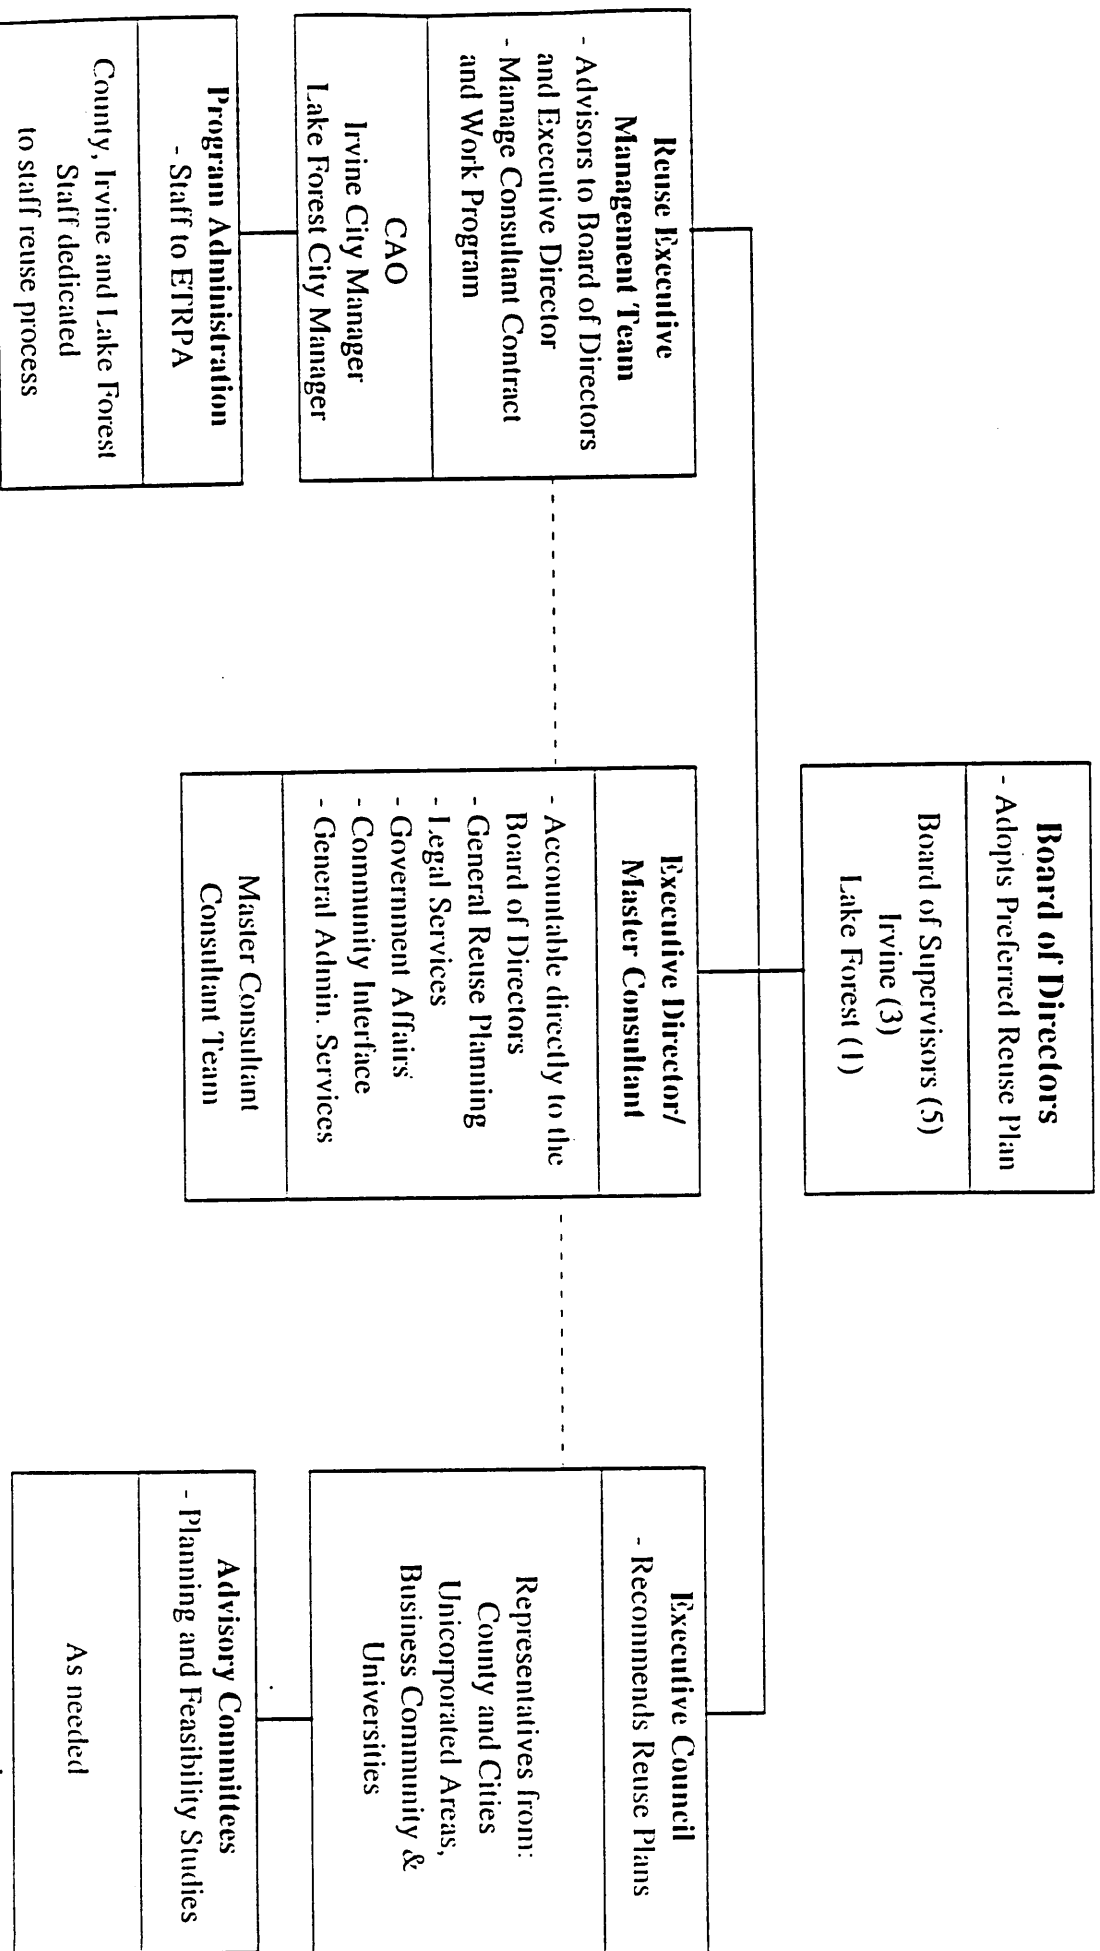 Board of Directors
- Adopts Preferred Reuse Plan
Board of Supervisors (5)
Irvine (3)
Lake Forest (1)
Reuse Executive
Management Team
- Advisors to Board of Directors
and Executive Director
- Manage Consultant Contract
and Work Program
CAO
Irvine City Manager
Lake Forest City Manager
Program Administration
- Staff to ETRPA
County, Irvine and Lake Forest
Staff dedicated
to staff reuse process
Executive Director/
Master Consultant
- Accountable directly to the
Board of Directors
- General Reuse Planning
- Legal Services
- Government Affairs
- Community Interface
- General Admin. Services
Master Consultant
Consultant Team
Executive Council
- Recommends Reuse Plans
Representatives from:
County and Cities
Unicorporated Areas,
Business Community &
Universities
Advisory Committees
- Planning and Feasibility Studies
As needed